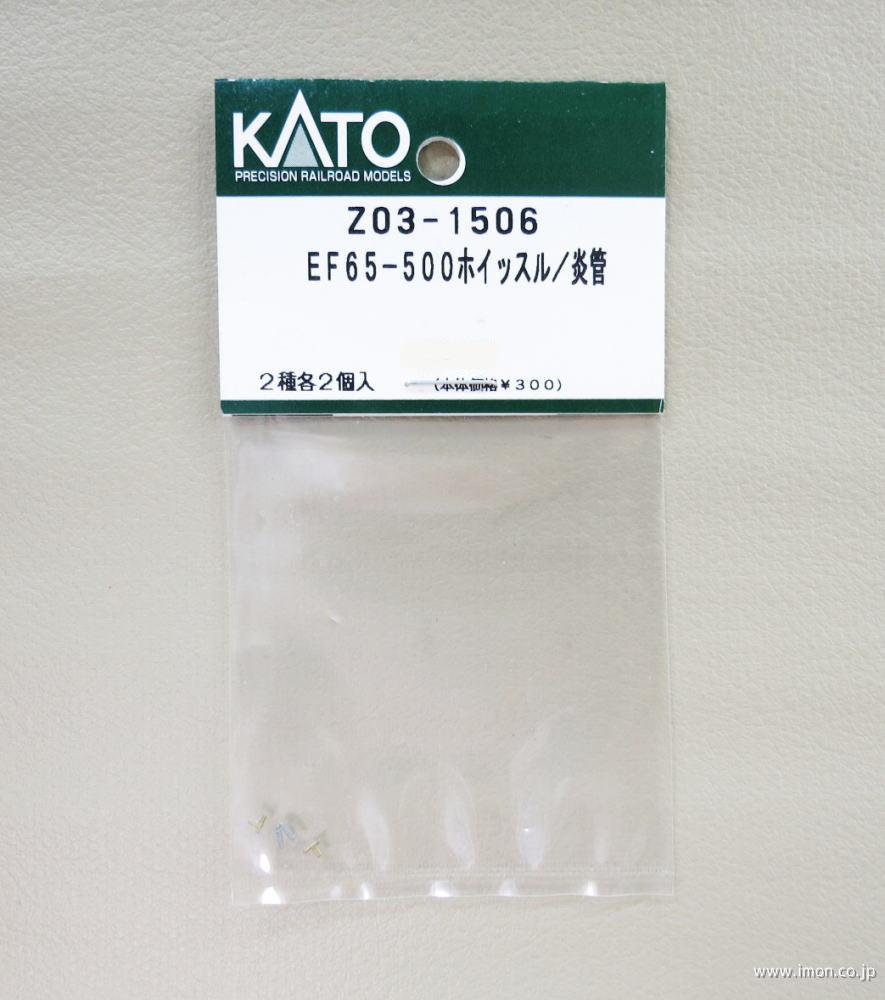 KATO
PRECISION RAILROAD MODELS
Z03-1506
EF65-500ホイッスル/炎管
2種各2個入 (本体価格¥300)
www.imon.co.jp